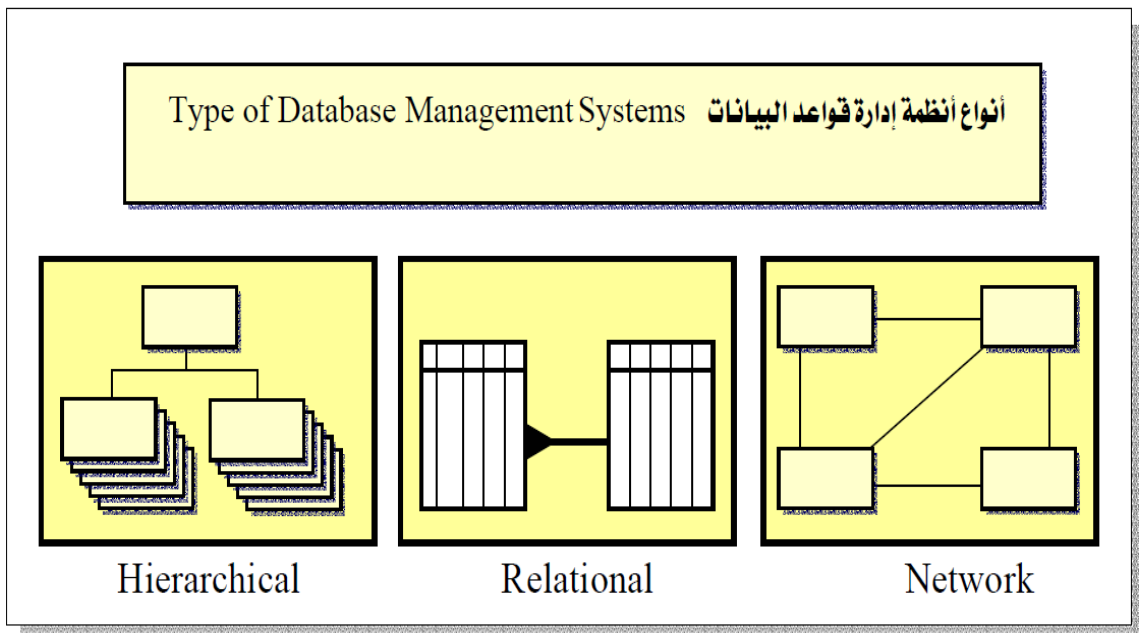 Type of Database Management Systems أنواع أنظمة إدارة قواعد البيانات
Hierarchical
Relational
Network